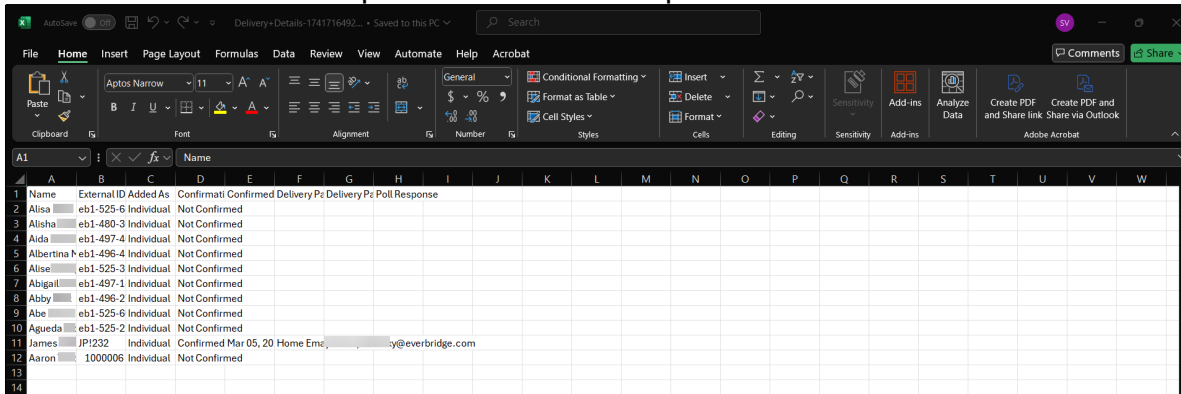 AutoSave Off Delivery+Details-1741716492... • Saved to this PC Search SV
File Home Insert Page Layout Formulas Data Review View Automate Help Acrobat Comments Share
Paste Aptos Narrow 11 A^ A˅ ab General Conditional Formatting Insert Σ Sensitivity Add-ins Analyze Data Create PDF and Share link Create PDF and Share via Outlook
B I U A $ % 9 Format as Table Delete
Cell Styles Format
Clipboard Font Alignment Number Styles Cells Editing Sensitivity Add-ins Adobe Acrobat
A1 fx Name
A B C D E F G H I J K L M N O P Q R S T U V W
1 Name External ID Added As Confirmati Confirmed Delivery Pa Delivery Pa Poll Response
2 Alisa eb1-525-6 Individual Not Confirmed
3 Alisha eb1-480-3 Individual Not Confirmed
4 Aida eb1-497-4 Individual Not Confirmed
5 Albertina eb1-496-4 Individual Not Confirmed
6 Alise eb1-525-3 Individual Not Confirmed
7 Abigail eb1-497-1 Individual Not Confirmed
8 Abby eb1-496-2 Individual Not Confirmed
9 Abe eb1-525-6 Individual Not Confirmed
10 Agueda eb1-525-2 Individual Not Confirmed
11 James JP!232 Individual Confirmed Mar 05, 20 Home Ema y@everbridge.com
12 Aaron 1000006 Individual Not Confirmed
13
14